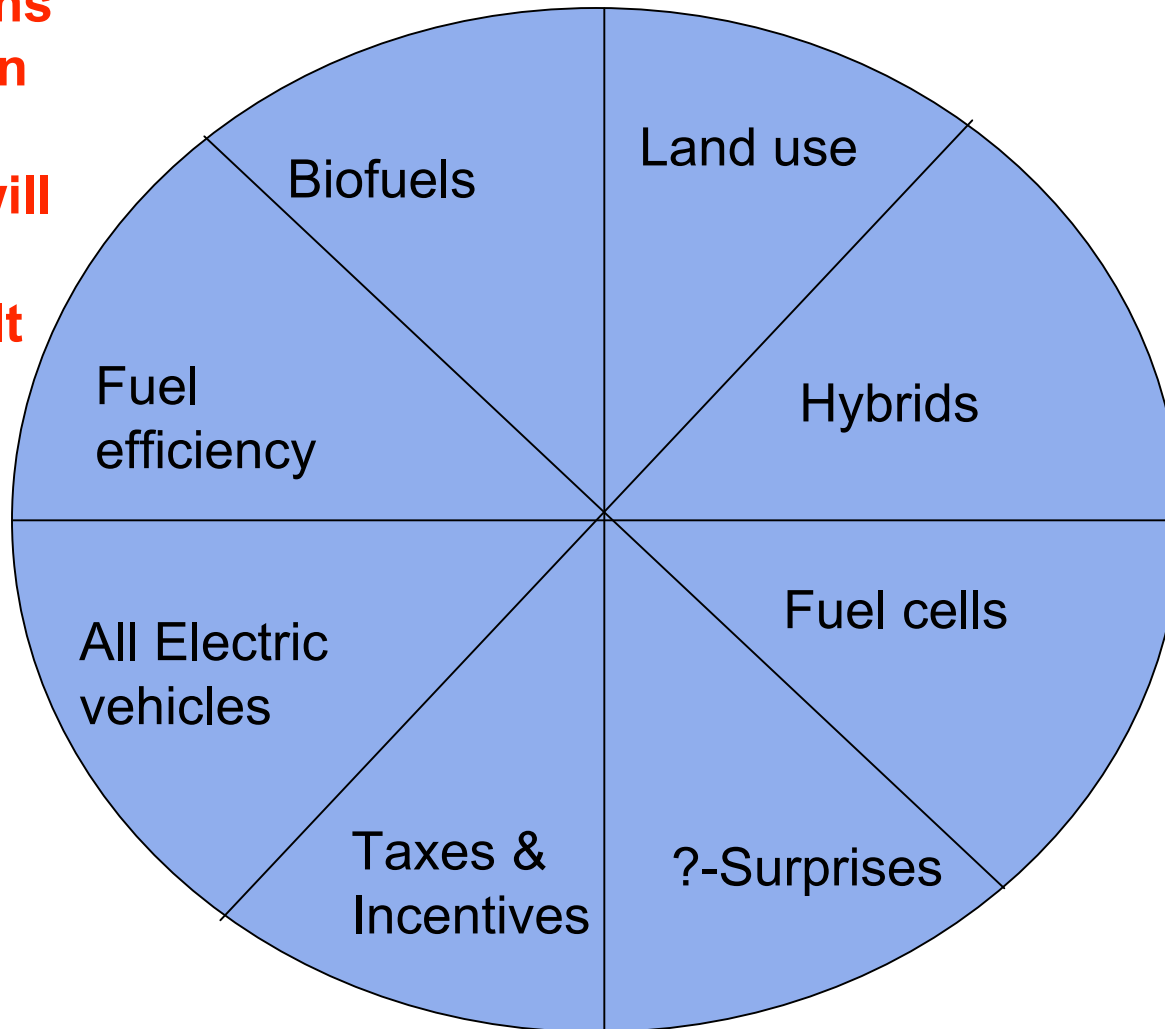 Biofuels
Land use
Fuel
efficiency
Hybrids
All Electric
vehicles
Fuel cells
Taxes &
Incentives
?-Surprises